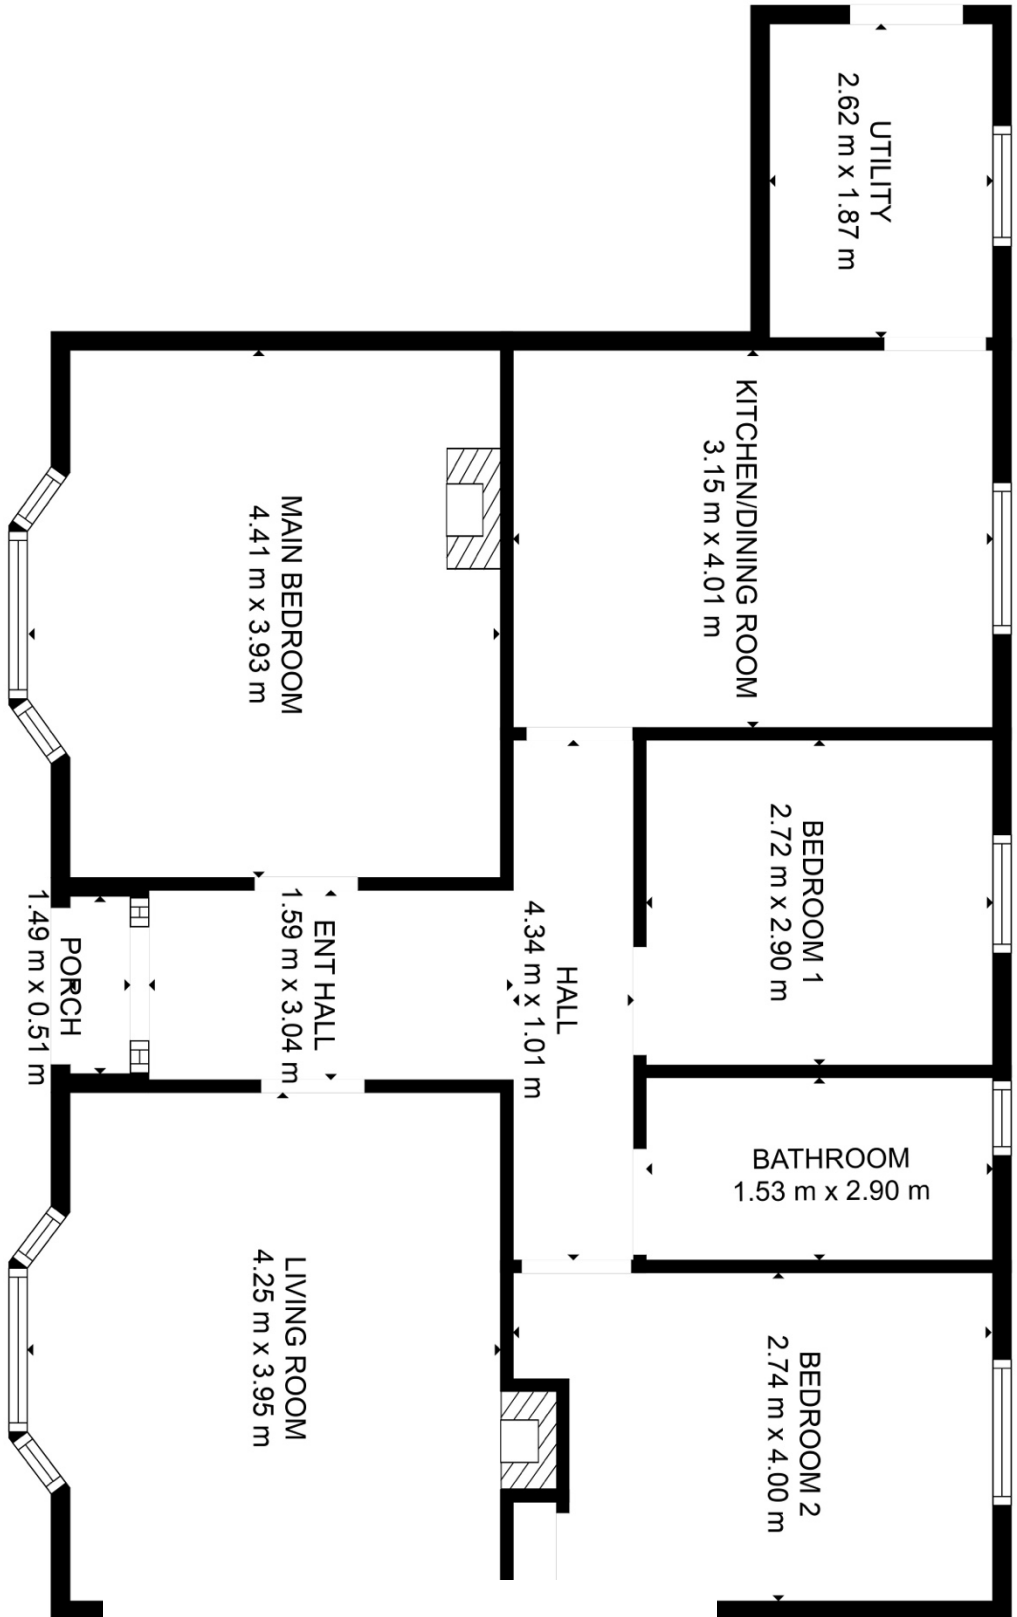 UTILITY
2.62 m x 1.87 m
KITCHEN/DINING ROOM
3.15 m x 4.01 m
MAIN BEDROOM
4.41 m x 3.93 m
BEDROOM 1
2.72 m x 2.90 m
HALL
4.34 m x 1.01 m
ENT HALL
1.59 m x 3.04 m
PORCH
1.49 m x 0.51 m
BATHROOM
1.53 m x 2.90 m
LIVING ROOM
4.25 m x 3.95 m
BEDROOM 2
2.74 m x 4.00 m